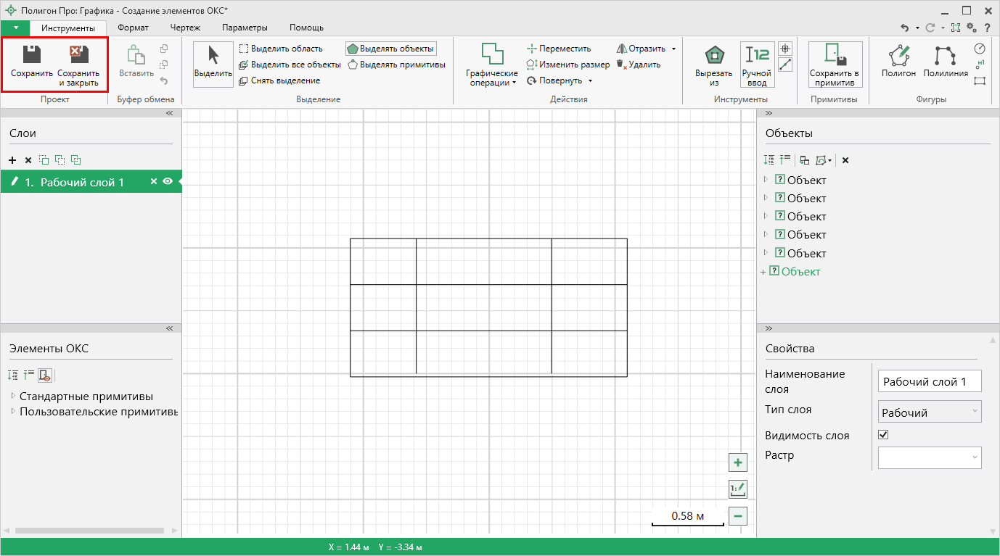 Полигон Про: Графика - Создание элементов ОКС*
Инструменты Формат Чертеж Параметры Помощь
?
Сохранить
Сохранить
и закрыть
Проект
Вставить
Буфер обмена
Выделить
Выделить область
Выделить все объекты
Снять выделение
Выделять объекты
Выделять примитивы
Выделение
Графические
операции
Переместить
Изменить размер
Повернуть
Отразить
Удалить
Действия
Вырезать
из
12
Ручной
ввод
Инструменты
Сохранить в
примитив
Примитивы
Полигон
Полилиния
H1
Фигуры
Слои
1. Рабочий слой 1
Элементы ОКС
Стандартные примитивы
Пользовательские примитивы
0.58 м
Объекты
? Объект
? Объект
? Объект
? Объект
? Объект
+ ? Объект
Свойства
Наименование
слоя
Рабочий слой 1
Тип слоя
Рабочий
Видимость слоя
Растр
X = 1.44 м Y = -3.34 м